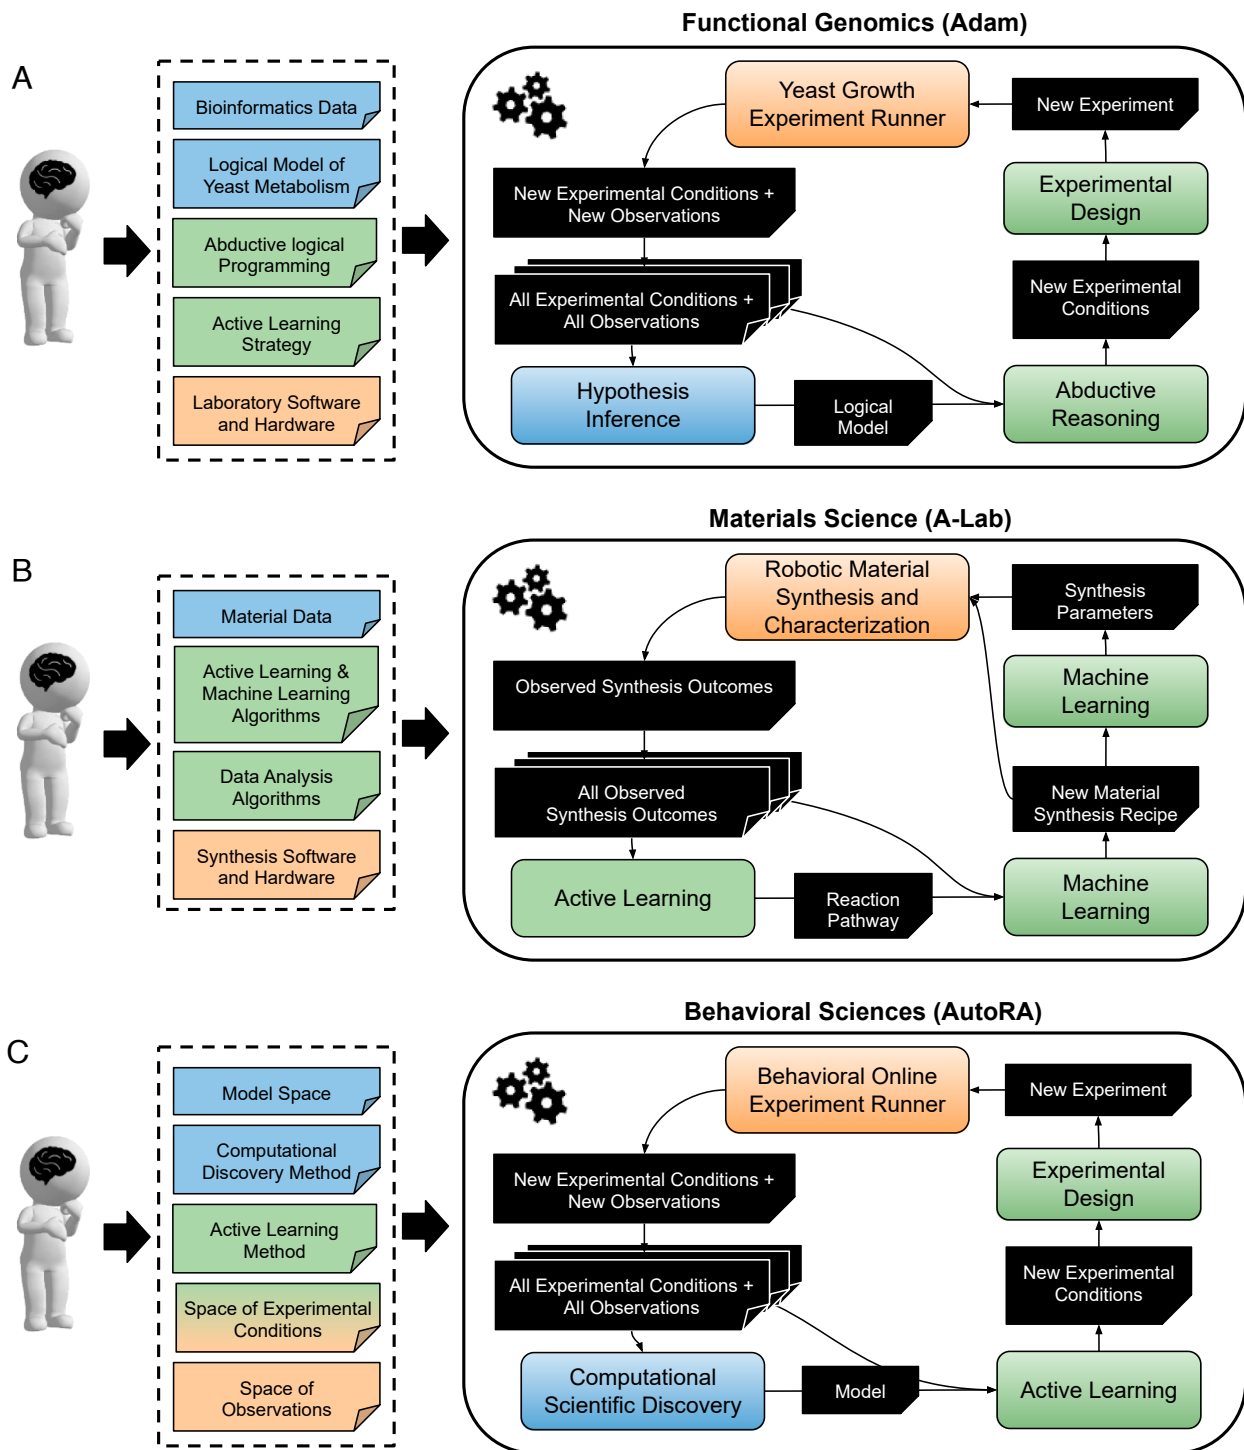 Functional Genomics (Adam)
A
Bioinformatics Data
Logical Model of
Yeast Metabolism
Abductive logical
Programming
Active Learning
Strategy
Laboratory Software
and Hardware
Yeast Growth
Experiment Runner
New Experiment
New Experimental Conditions +
New Observations
Experimental
Design
All Experimental Conditions +
All Observations
New Experimental
Conditions
Hypothesis
Inference
Logical
Model
Abductive
Reasoning
Materials Science (A-Lab)
B
Material Data
Active Learning &
Machine Learning
Algorithms
Data Analysis
Algorithms
Synthesis Software
and Hardware
Robotic Material
Synthesis and
Characterization
Synthesis
Parameters
Observed Synthesis Outcomes
Machine
Learning
All Observed
Synthesis Outcomes
New Material
Synthesis Recipe
Active Learning
Reaction
Pathway
Machine
Learning
Behavioral Sciences (AutoRA)
C
Model Space
Computational
Discovery Method
Active Learning
Method
Space of Experimental
Conditions
Space of
Observations
Behavioral Online
Experiment Runner
New Experiment
New Experimental Conditions +
New Observations
Experimental
Design
All Experimental Conditions +
All Observations
New Experimental
Conditions
Computational
Scientific Discovery
Model
Active Learning